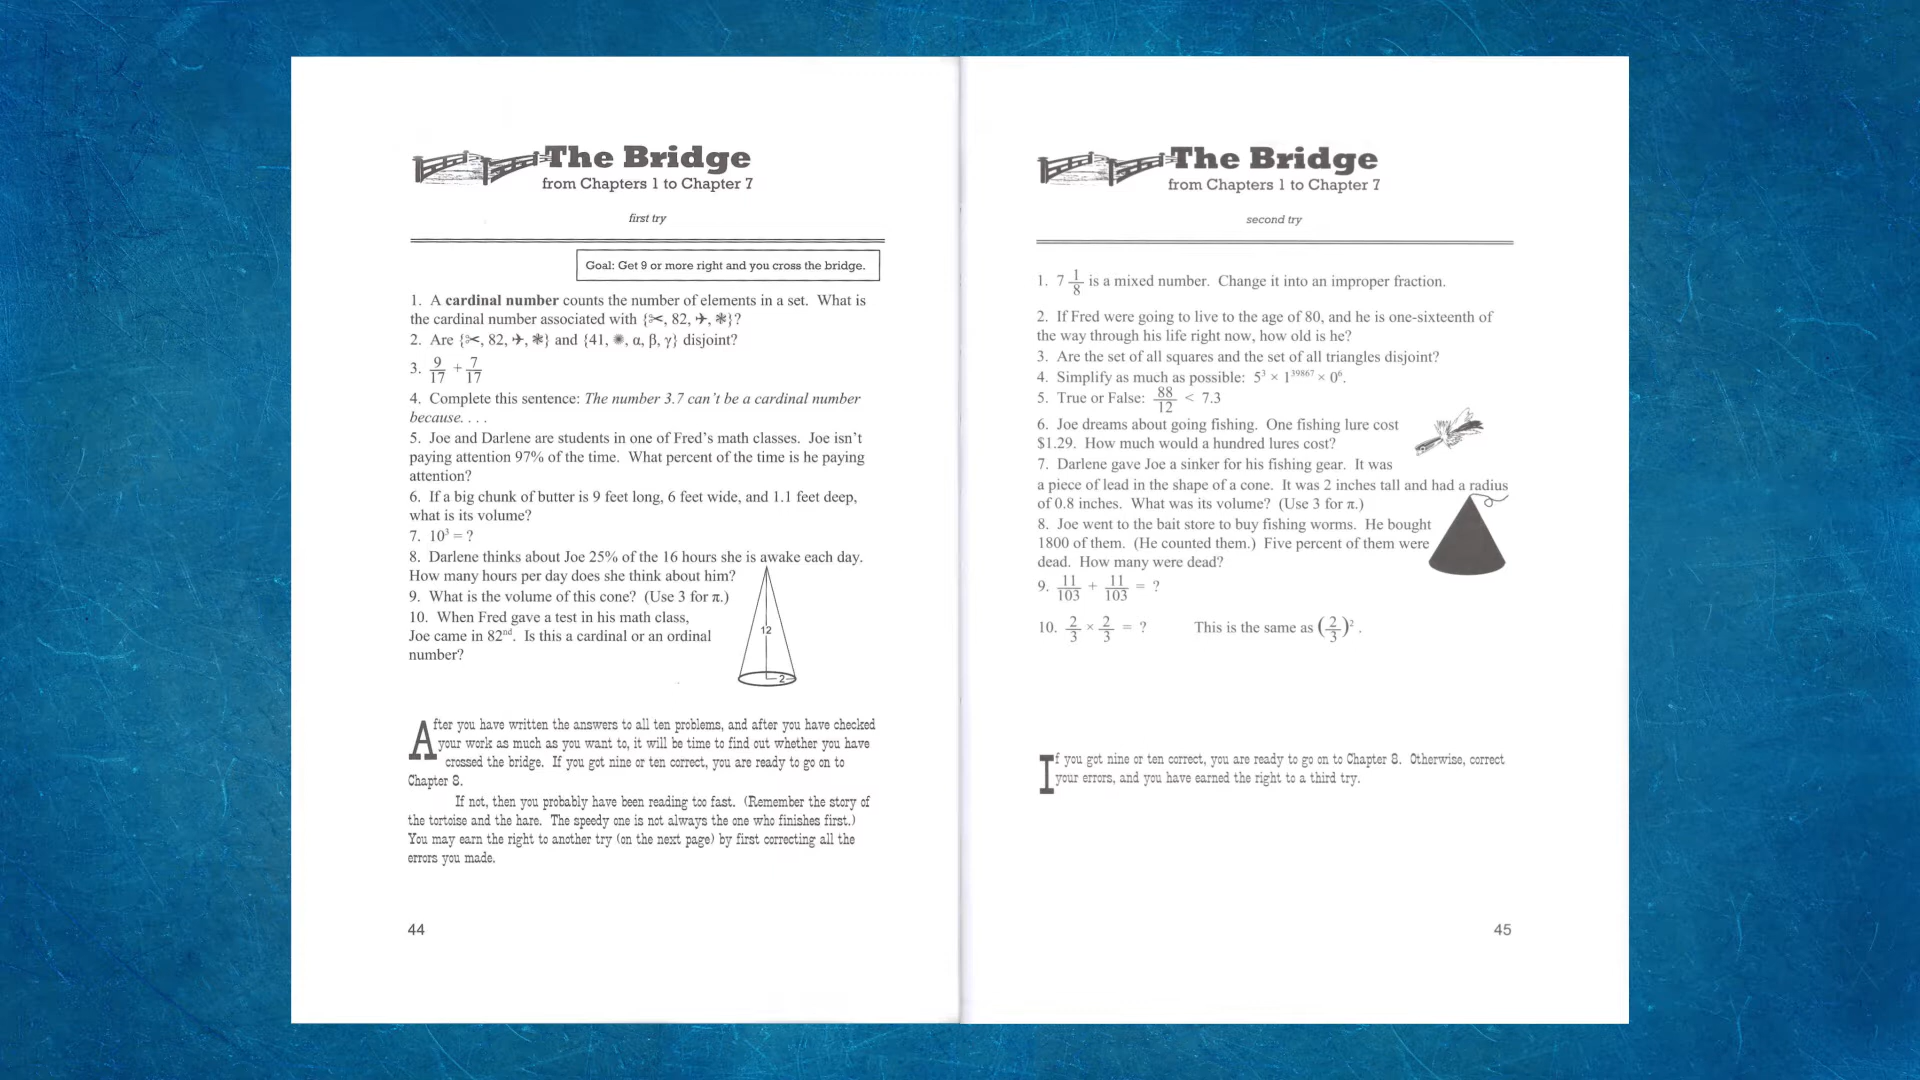 The Bridge
from Chapters 1 to Chapter 7
first try
Goal: Get 9 or more right and you cross the bridge.
1. A cardinal number counts the number of elements in a set. What is
the cardinal number associated with {✂, 82, ✈, ❃}?
2. Are {✂, 82, ✈, ❃} and {41, ✺, α, β, γ} disjoint?
3. 9/17 + 7/17
4. Complete this sentence: The number 3.7 can't be a cardinal number
because. . . .
5. Joe and Darlene are students in one of Fred's math classes. Joe isn't
paying attention 97% of the time. What percent of the time is he paying
attention?
6. If a big chunk of butter is 9 feet long, 6 feet wide, and 1.1 feet deep,
what is its volume?
7. 10³ = ?
8. Darlene thinks about Joe 25% of the 16 hours she is awake each day.
How many hours per day does she think about him?
9. What is the volume of this cone? (Use 3 for π.)
10. When Fred gave a test in his math class,
Joe came in 82nd. Is this a cardinal or an ordinal
number?
12
2
After you have written the answers to all ten problems, and after you have checked
your work as much as you want to, it will be time to find out whether you have
crossed the bridge. If you got nine or ten correct, you are ready to go on to
Chapter 8.
If not, then you probably have been reading too fast. (Remember the story of
the tortoise and the hare. The speedy one is not always the one who finishes first.)
You may earn the right to another try (on the next page) by first correcting all the
errors you made.
44
The Bridge
from Chapters 1 to Chapter 7
second try
1. 7 1/8 is a mixed number. Change it into an improper fraction.
2. If Fred were going to live to the age of 80, and he is one-sixteenth of
the way through his life right now, how old is he?
3. Are the set of all squares and the set of all triangles disjoint?
4. Simplify as much as possible: 5³ × 1³⁹⁸⁶⁷ × 0⁶.
5. True or False: 88/12 < 7.3
6. Joe dreams about going fishing. One fishing lure cost
$1.29. How much would a hundred lures cost?
7. Darlene gave Joe a sinker for his fishing gear. It was
a piece of lead in the shape of a cone. It was 2 inches tall and had a radius
of 0.8 inches. What was its volume? (Use 3 for π.)
8. Joe went to the bait store to buy fishing worms. He bought
1800 of them. (He counted them.) Five percent of them were
dead. How many were dead?
9. 11/103 + 11/103 = ?
10. 2/3 × 2/3 = ? This is the same as (2/3)².
If you got nine or ten correct, you are ready to go on to Chapter 8. Otherwise, correct
your errors, and you have earned the right to a third try.
45